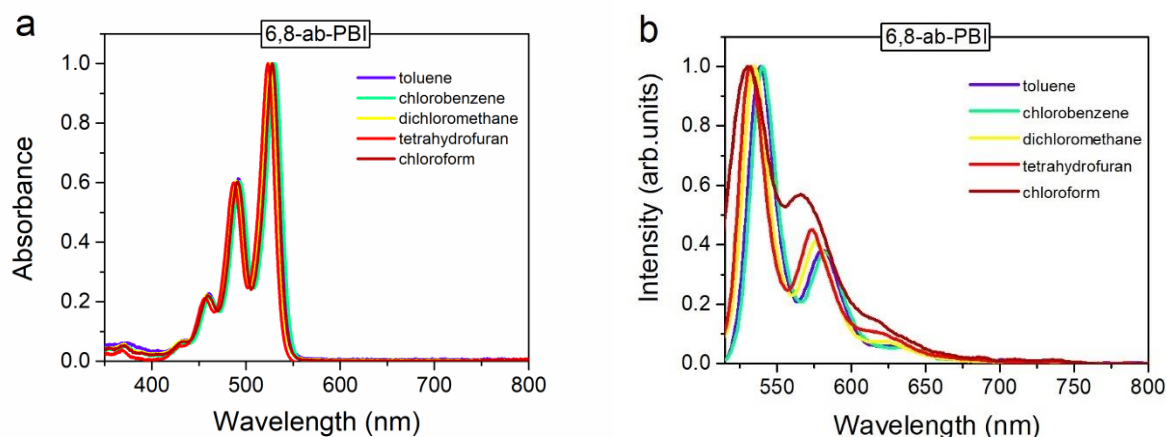 a
6,8-ab-PBI
toluene
chlorobenzene
dichloromethane
tetrahydrofuran
chloroform
Absorbance
1.0
0.8
0.6
0.4
0.2
0.0
400 500 600 700 800
Wavelength (nm)
b
6,8-ab-PBI
toluene
chlorobenzene
dichloromethane
tetrahydrofuran
chloroform
Intensity (arb.units)
1.0
0.8
0.6
0.4
0.2
0.0
550 600 650 700 750 800
Wavelength (nm)